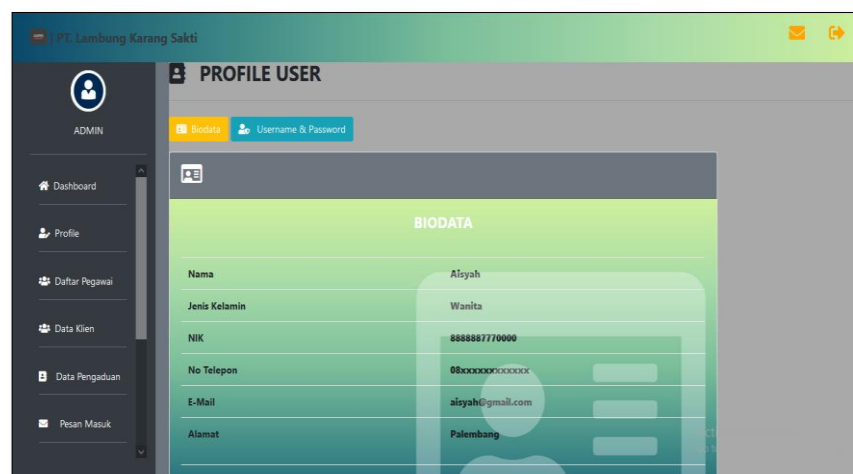 | PT. Lambung Karang Sakti
ADMIN
Dashboard
Profile
Daftar Pegawai
Data Klien
Data Pengaduan
Pesan Masuk
PROFILE USER
Biodata Username & Password
BIODATA
Nama Aisyah
Jenis Kelamin Wanita
NIK 8888887770000
No Telepon 08xxxxxxxxxxx
E-Mail aisyah@gmail.com
Alamat Palembang